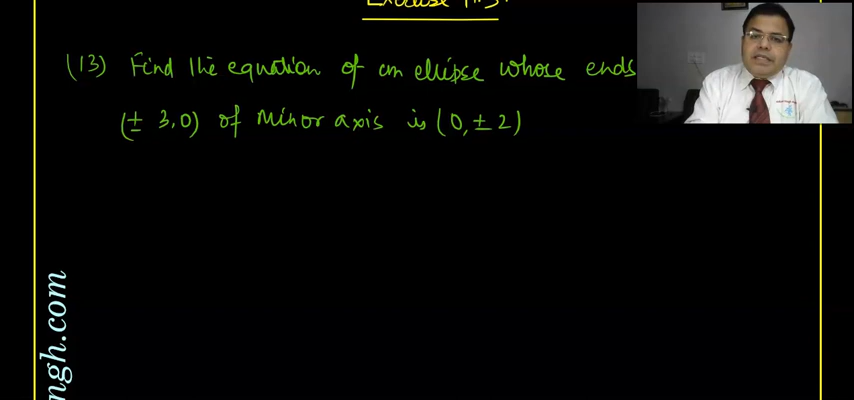 (13) Find the equation of an ellipse whose ends
(± 3,0) of minor axis is (0, ± 2)
ngh.com